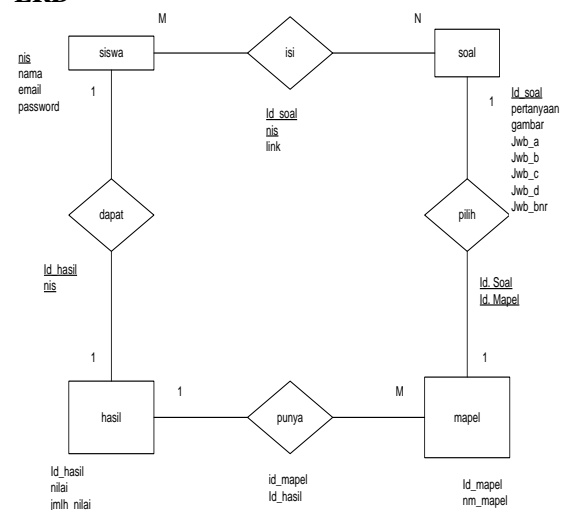 ERD
M
N
siswa
isi
soal
nis
nama
email
password
1
1
Id_soal
nis
link
Id_soal
pertanyaan
gambar
Jwb_a
Jwb_b
Jwb_c
Jwb_d
Jwb_bnr
dapat
pilih
Id_hasil
nis
Id. Soal
Id. Mapel
1
1
1
M
hasil
punya
mapel
Id_hasil
nilai
jmlh_nilai
id_mapel
Id_hasil
Id_mapel
nm_mapel